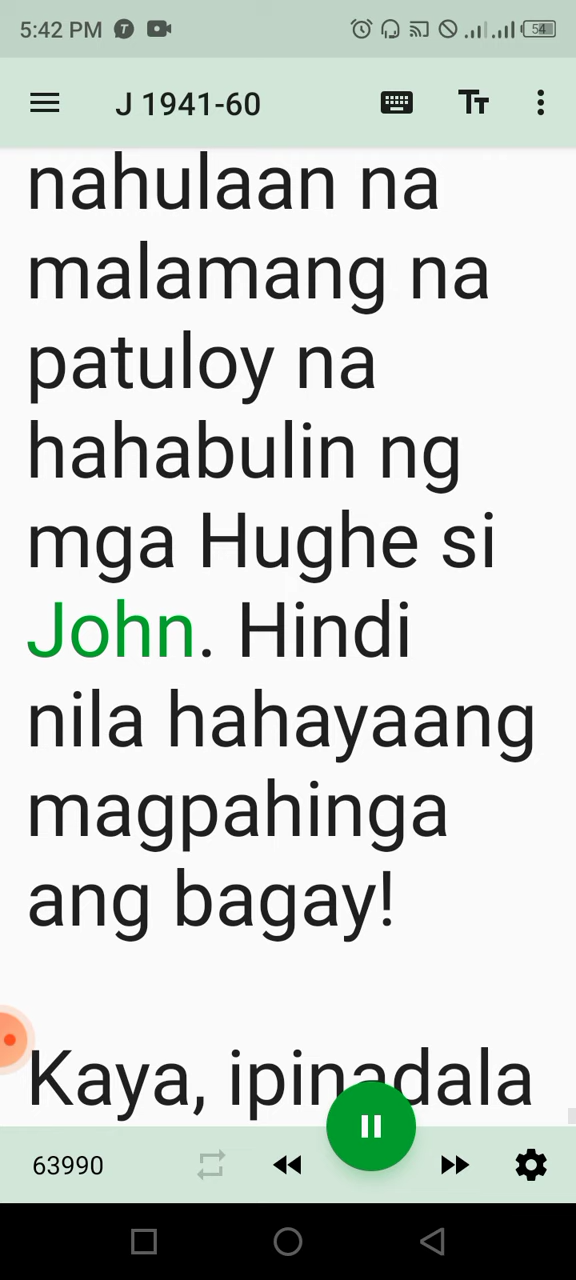 5:42 PM
54
J 1941-60
nahulaan na
malamang na
patuloy na
hahabulin ng
mga Hughe si
John. Hindi
nila hahayaang
magpahinga
ang bagay!
Kaya, ipinadala
63990